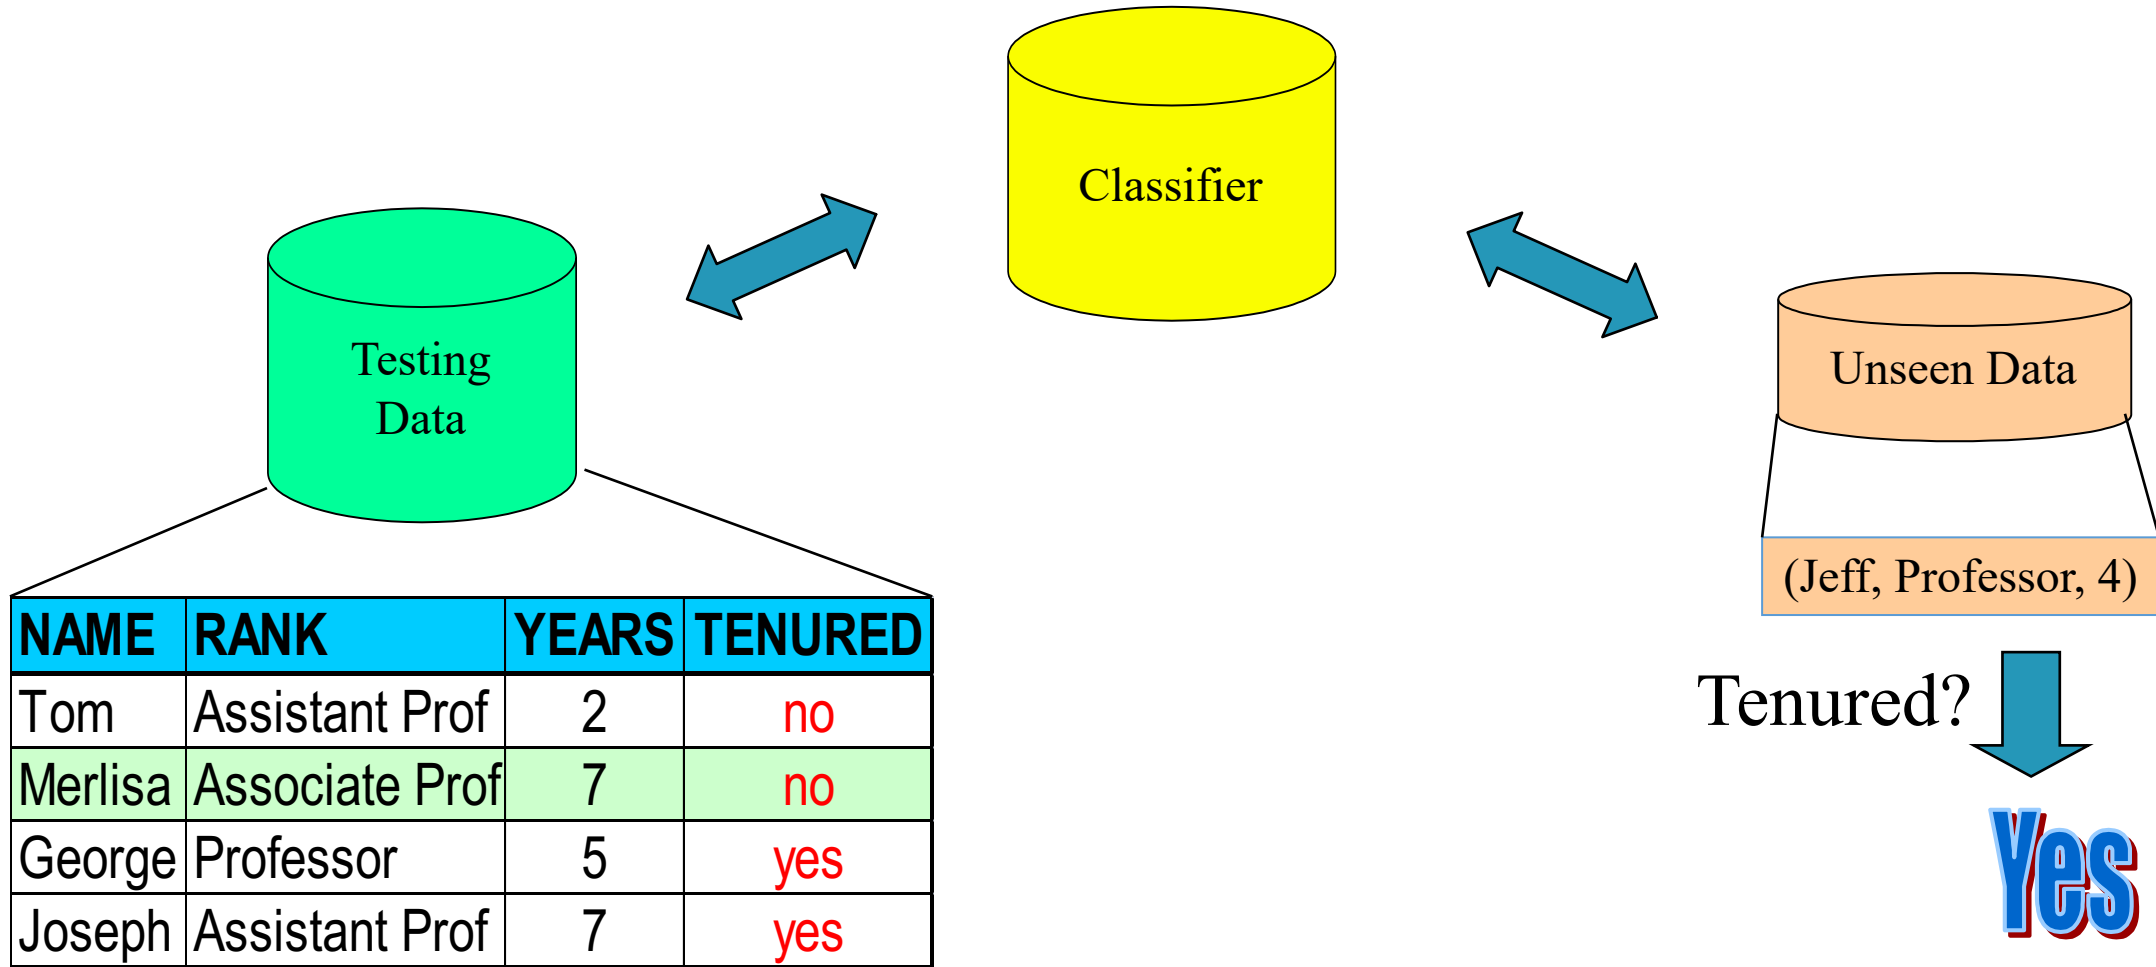 Classifier
Testing
Data
Unseen Data
(Jeff, Professor, 4)
NAME RANK YEARS TENURED
Tom Assistant Prof 2 no
Merlisa Associate Prof 7 no
George Professor 5 yes
Joseph Assistant Prof 7 yes
Tenured?
Yes